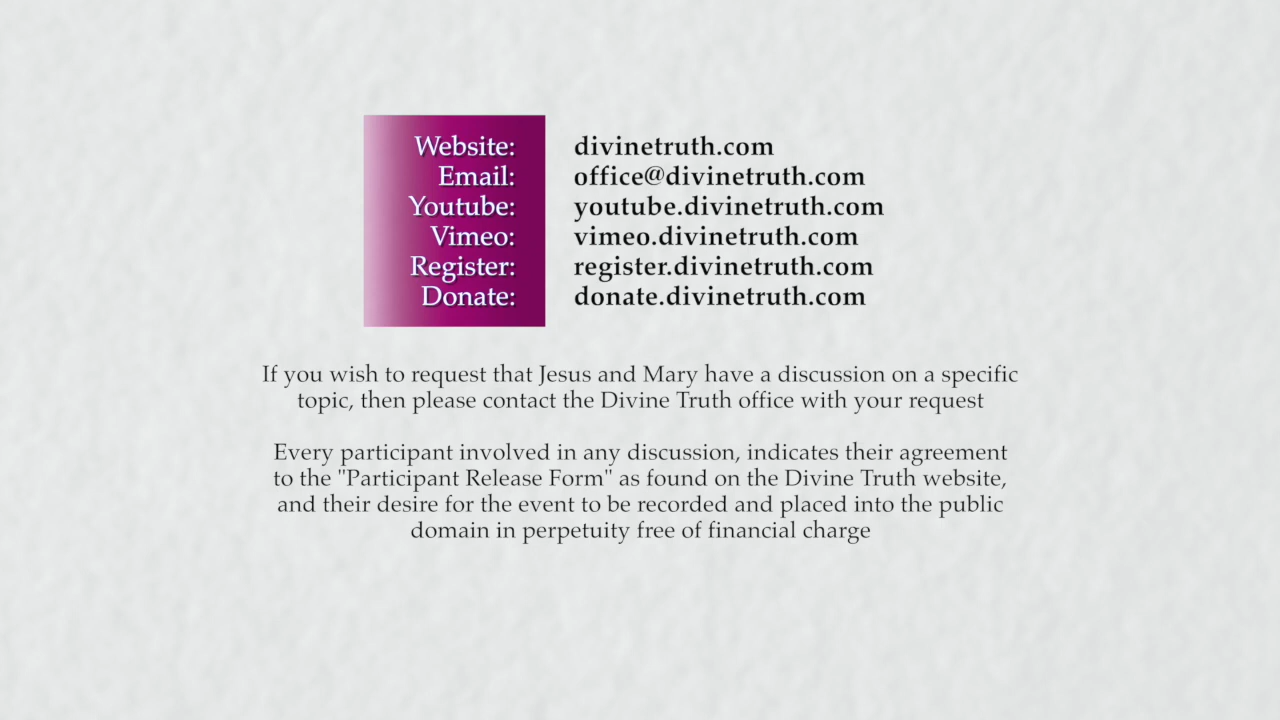 Website: divinetruth.com
Email: office@divinetruth.com
Youtube: youtube.divinetruth.com
Vimeo: vimeo.divinetruth.com
Register: register.divinetruth.com
Donate: donate.divinetruth.com
If you wish to request that Jesus and Mary have a discussion on a specific
topic, then please contact the Divine Truth office with your request
Every participant involved in any discussion, indicates their agreement
to the "Participant Release Form" as found on the Divine Truth website,
and their desire for the event to be recorded and placed into the public
domain in perpetuity free of financial charge